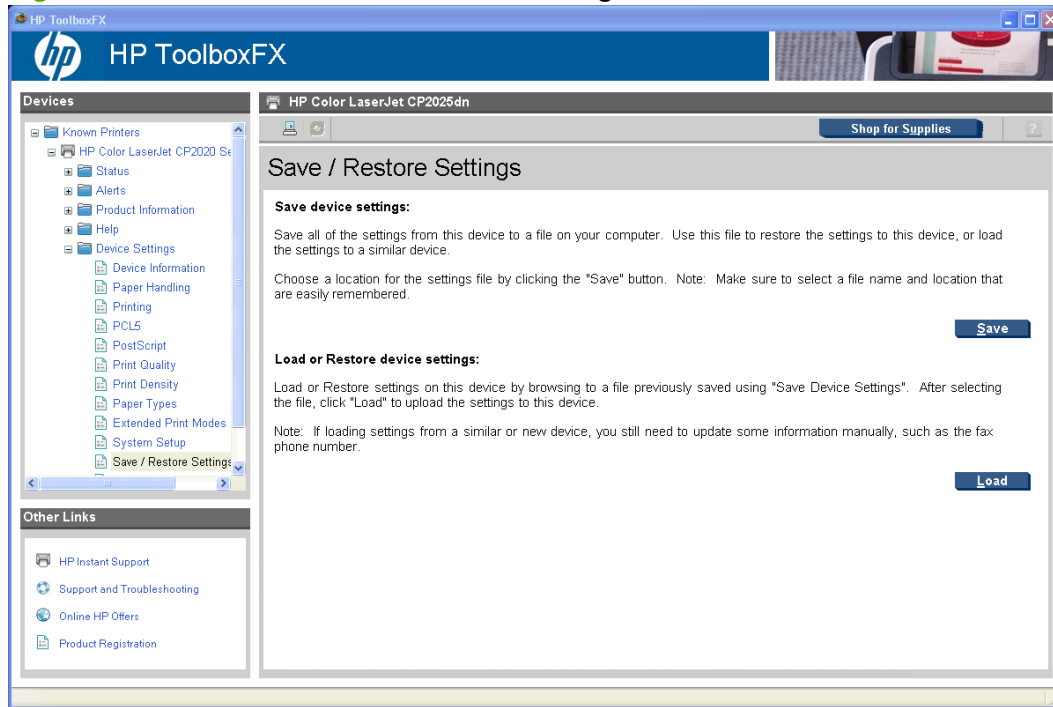 HP ToolboxFX
hp
HP ToolboxFX
Devices
Known Printers
HP Color LaserJet CP2020 Se
Status
Alerts
Product Information
Help
Device Settings
Device Information
Paper Handling
Printing
PCL5
PostScript
Print Quality
Print Density
Paper Types
Extended Print Modes
System Setup
Save / Restore Settings
Other Links
HP Instant Support
Support and Troubleshooting
Online HP Offers
Product Registration
HP Color LaserJet CP2025dn
Shop for Supplies
?
Save / Restore Settings
Save device settings:
Save all of the settings from this device to a file on your computer. Use this file to restore the settings to this device, or load
the settings to a similar device.
Choose a location for the settings file by clicking the "Save" button. Note: Make sure to select a file name and location that
are easily remembered.
Save
Load or Restore device settings:
Load or Restore settings on this device by browsing to a file previously saved using "Save Device Settings". After selecting
the file, click "Load" to upload the settings to this device.
Note: If loading settings from a similar or new device, you still need to update some information manually, such as the fax
phone number.
Load